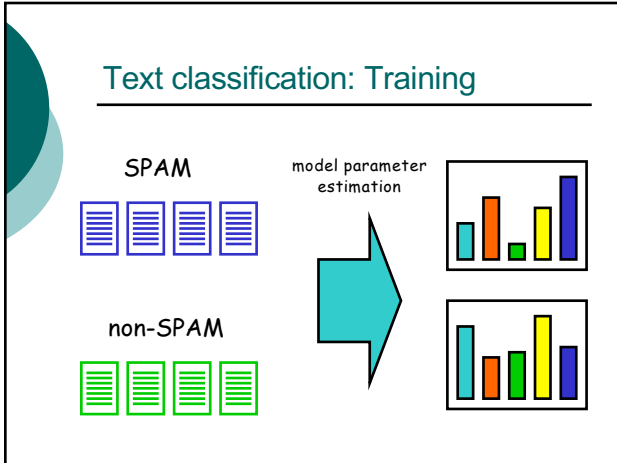 Text classification: Training
SPAM
model parameter
estimation
non-SPAM